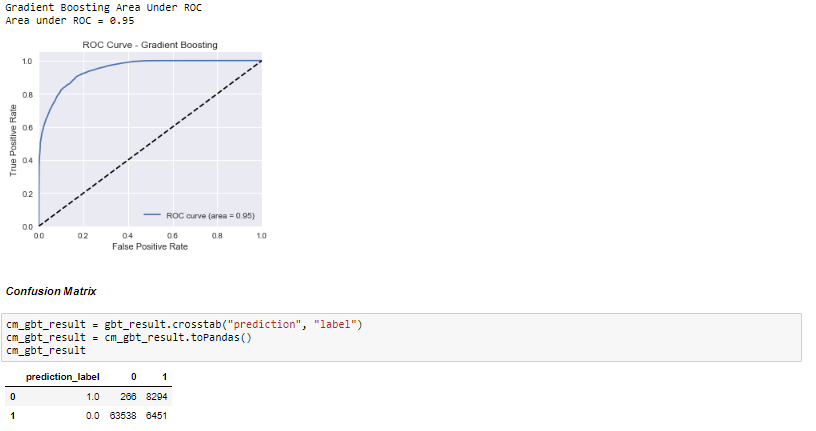 Gradient Boosting Area Under ROC
Area under ROC = 0.95
ROC Curve - Gradient Boosting
1.0
0.8
0.6
0.4
0.2
0.0
True Positive Rate
ROC curve (area = 0.95)
0.0 0.2 0.4 0.6 0.8 1.0
False Positive Rate
Confusion Matrix
cm_gbt_result = gbt_result.crosstab("prediction", "label")
cm_gbt_result = cm_gbt_result.toPandas()
cm_gbt_result
prediction_label 0 1
0 1.0 266 8294
1 0.0 63538 6451